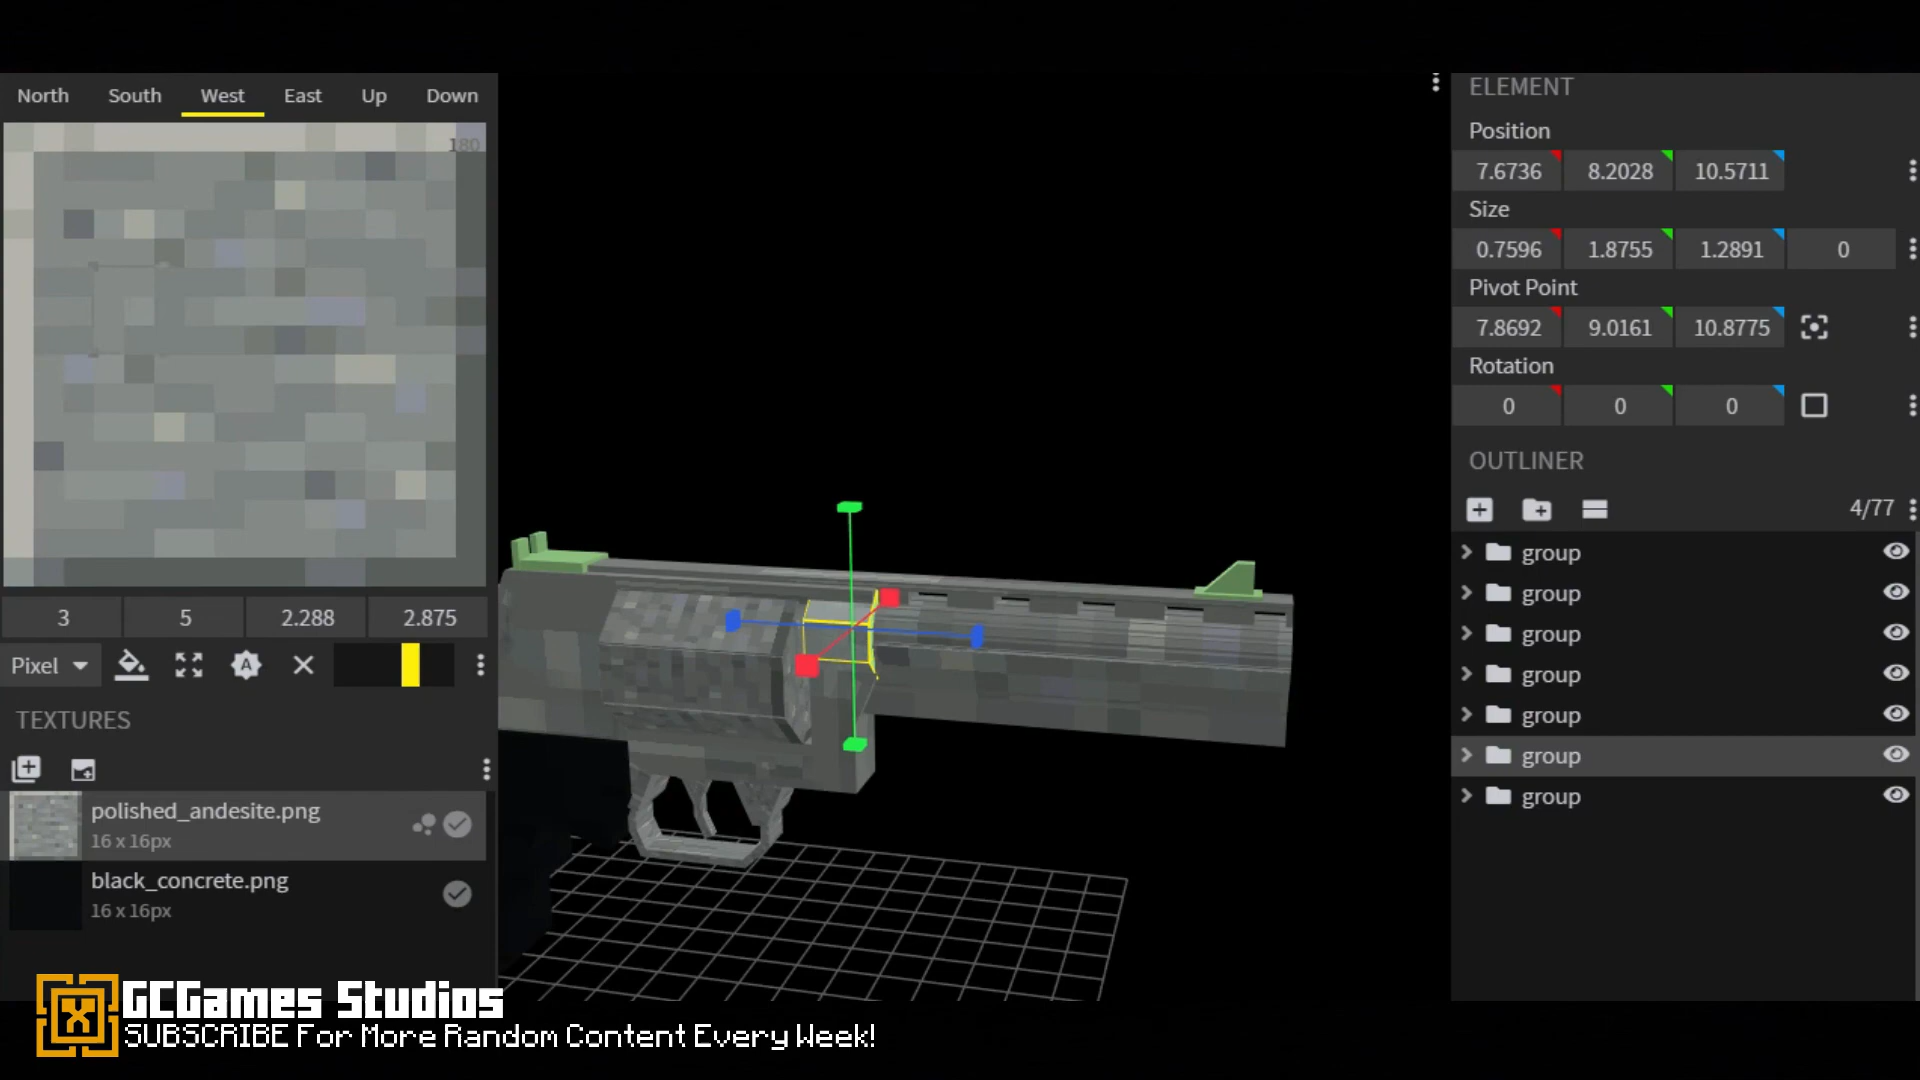 North South West East Up Down
180
3 5 2.288 2.875
Pixel
TEXTURES
polished_andesite.png
16 x 16px
black_concrete.png
16 x 16px
GCGames Studios
SUBSCRIBE For More Random Content Every Week!
ELEMENT
Position
7.6736 8.2028 10.5711
Size
0.7596 1.8755 1.2891 0
Pivot Point
7.8692 9.0161 10.8775
Rotation
0 0 0
OUTLINER
4/77
group
group
group
group
group
group
group